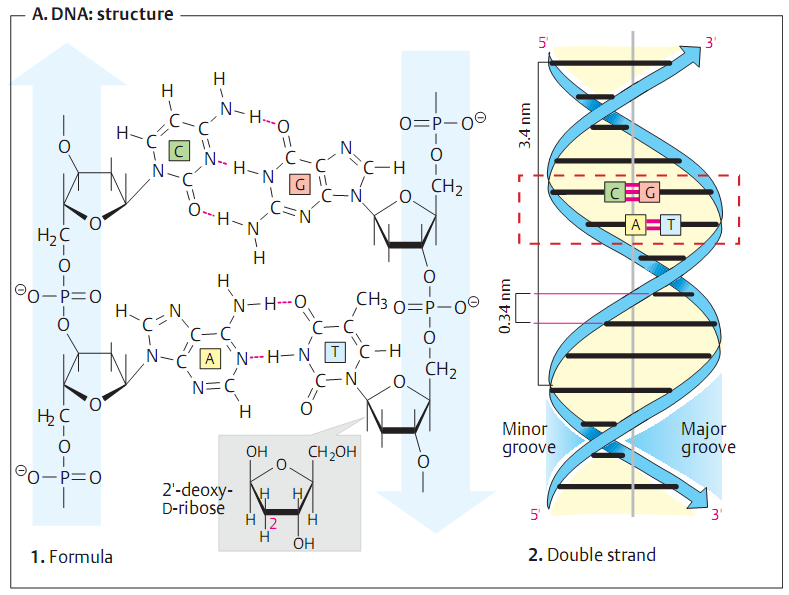 A. DNA: structure
H
H
C
N
H
O
H
C
C
C
C
N
H
N
C
O
N
C
G
C
C
N
C
H
N
C
N
H
N
H
O
O
H₂C
O
⊖O–P=O
O
O=P–O⊖
O
CH₂
O
O
O=P–O⊖
O
CH₂
O
O
H
H
C
N
C
N
C
C
A
C
N
N=C
H
N–H
O
CH₃
C
C
H–N
T
C–H
C
N
O
O
H₂C
O
⊖O–P=O
2'-deoxy-
D-ribose
OH
CH₂OH
O
H
H
H
2
H
H
OH
1. Formula
5'
3'
3.4 nm
C
G
A
T
0.34 nm
Minor
groove
Major
groove
5'
3'
2. Double strand